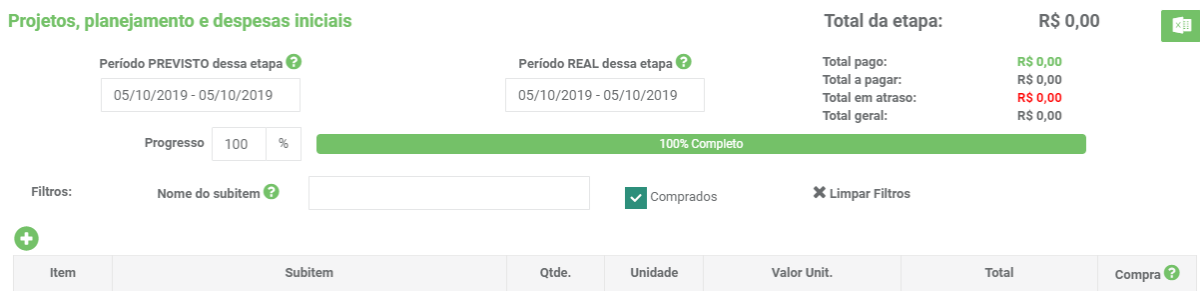 Projetos, planejamento e despesas iniciais
Total da etapa: R$ 0,00
Período PREVISTO dessa etapa ?
05/10/2019 - 05/10/2019
Período REAL dessa etapa ?
05/10/2019 - 05/10/2019
Total pago: R$ 0,00
Total a pagar: R$ 0,00
Total em atraso: R$ 0,00
Total geral: R$ 0,00
Progresso 100 % 100% Completo
Filtros: Nome do subitem ? Comprados Limpar Filtros
Item Subitem Qtde. Unidade Valor Unit. Total Compra ?